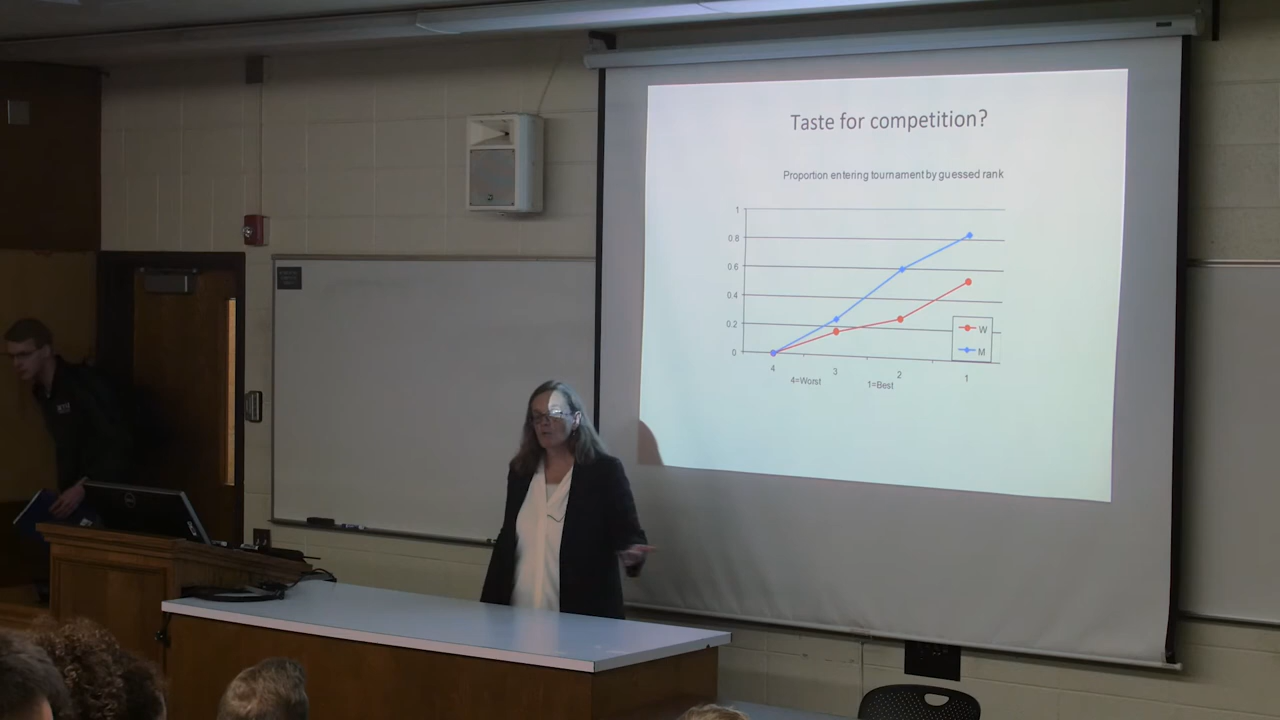 Taste for competition?
Proportion entering tournament by guessed rank
1
0.8
0.6
0.4
0.2
0
4
3
2
1
4=Worst
1=Best
W
M